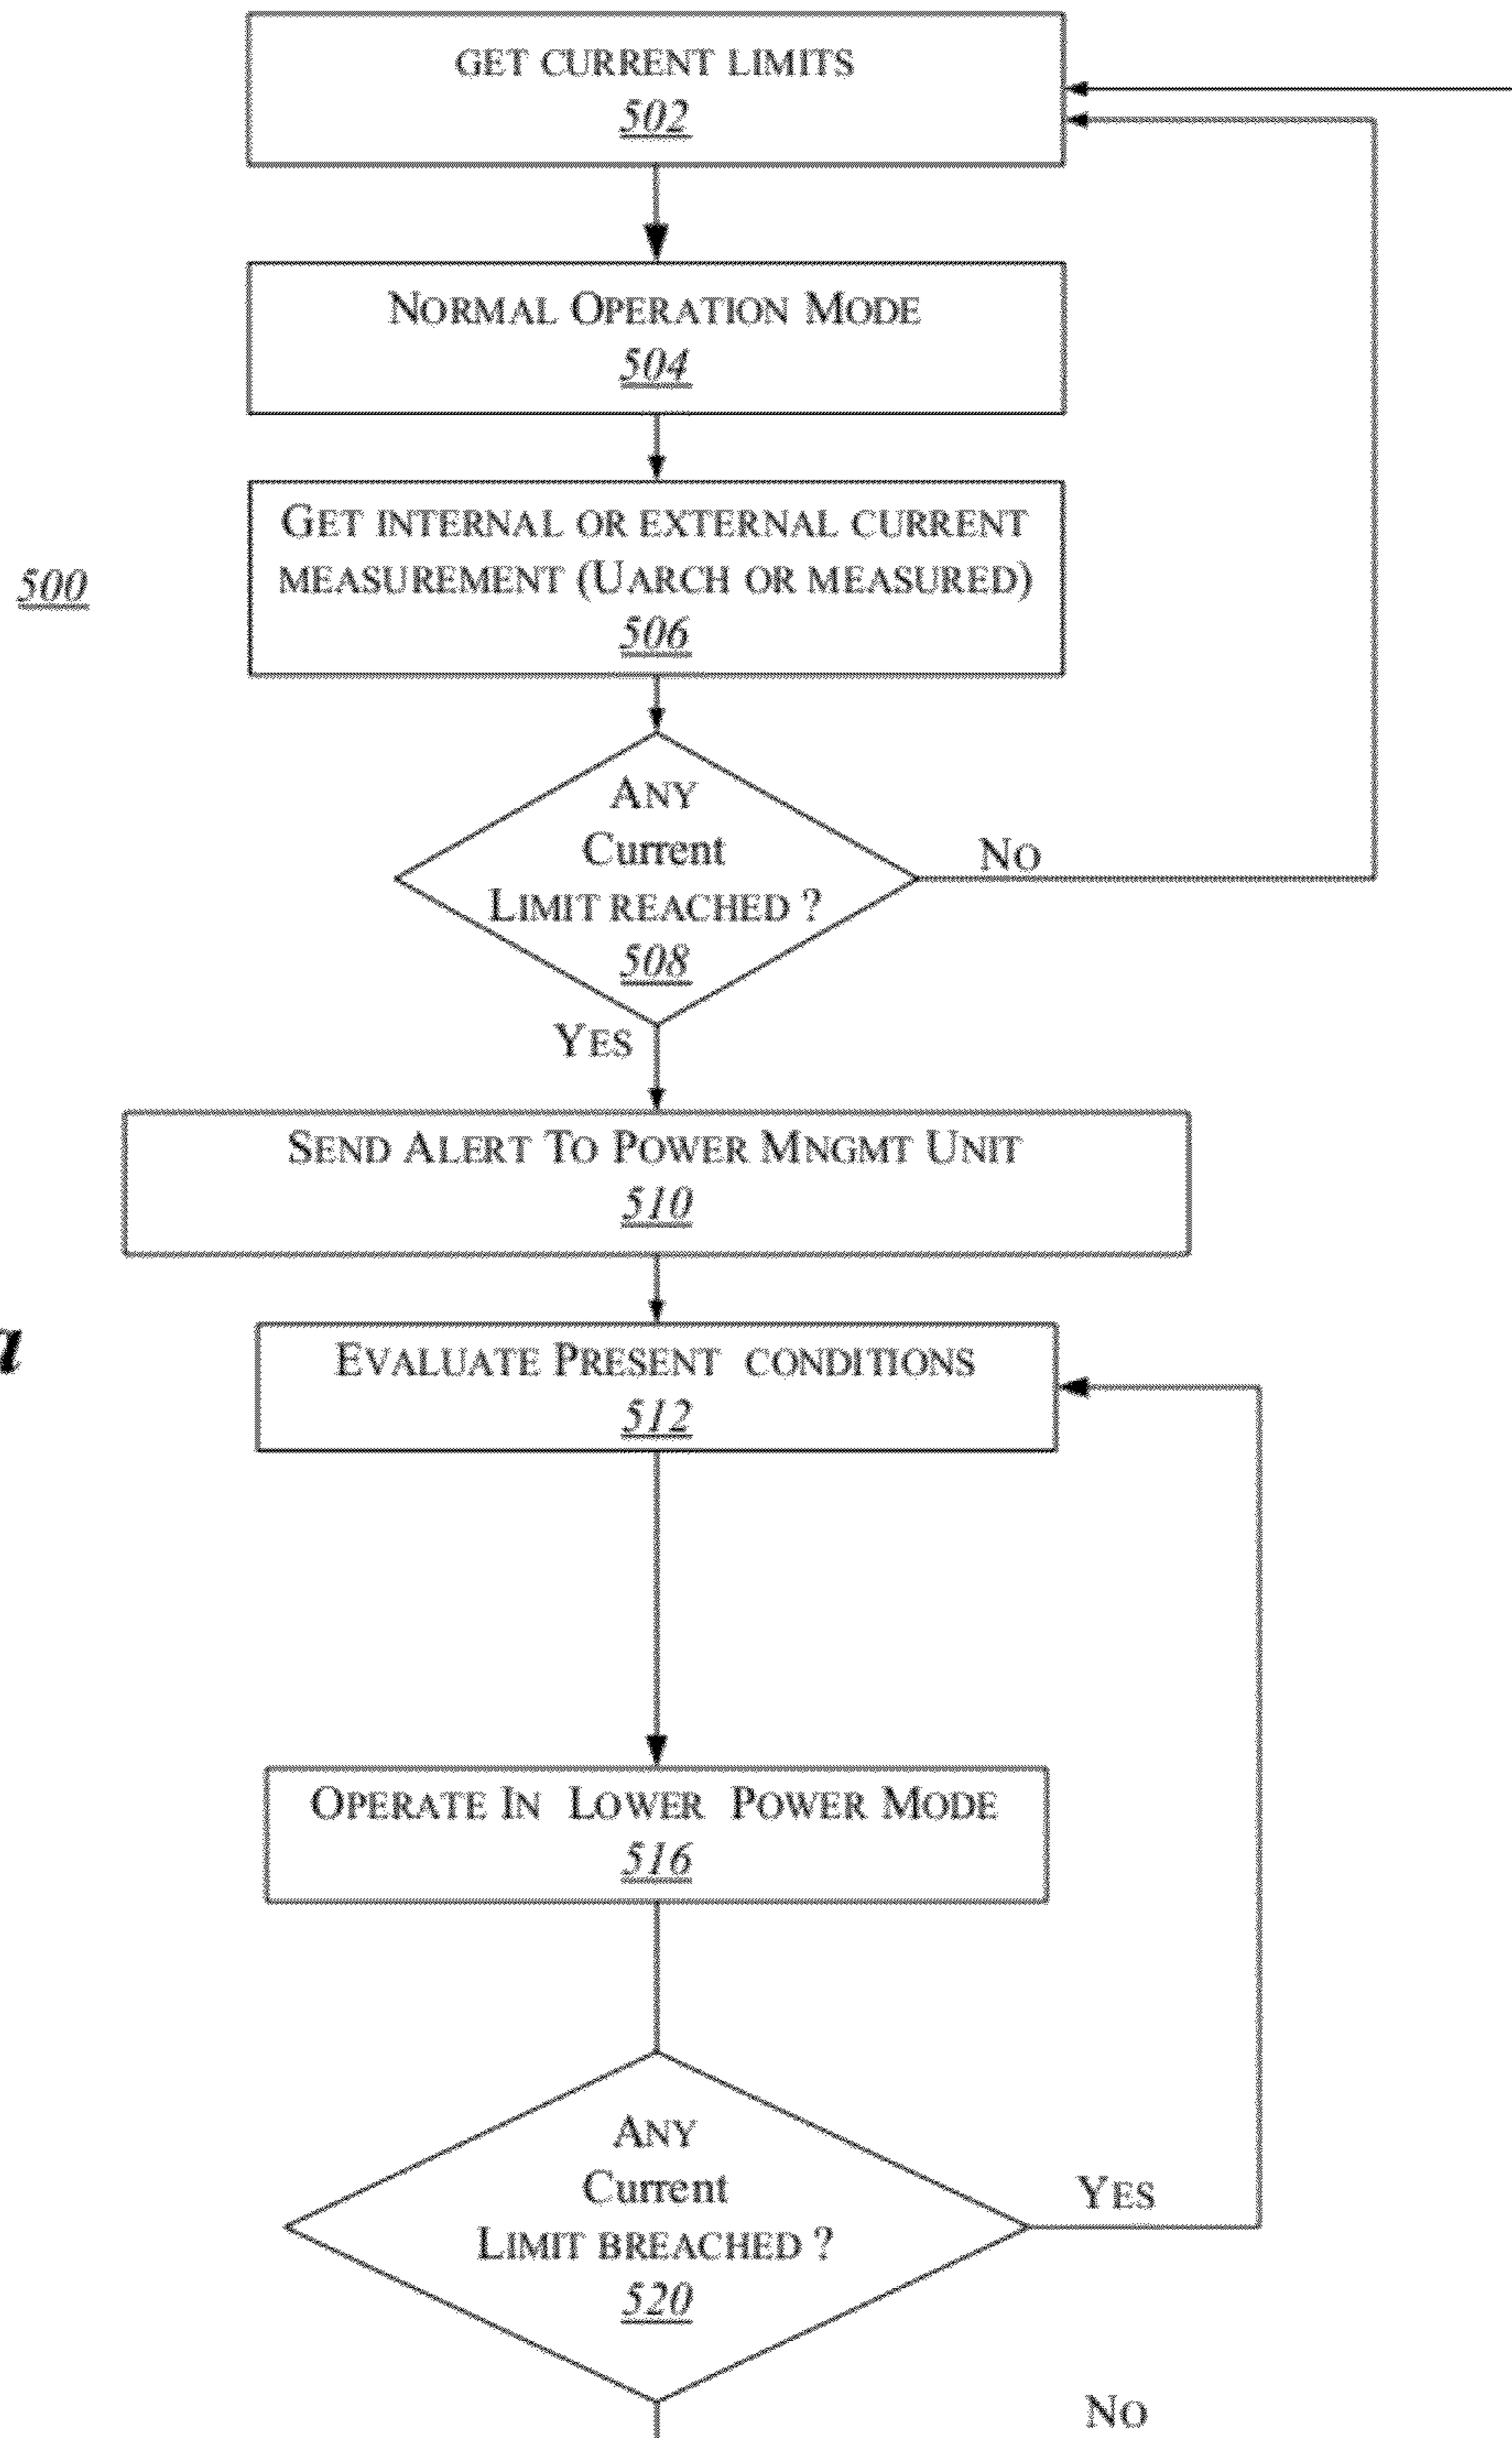 GET CURRENT LIMITS
502
NORMAL OPERATION MODE
504
GET INTERNAL OR EXTERNAL CURRENT
MEASUREMENT (UARCH OR MEASURED)
506
500
ANY
Current
LIMIT REACHED ?
508
NO
YES
SEND ALERT TO POWER MNGMT UNIT
510
a
EVALUATE PRESENT CONDITIONS
512
OPERATE IN LOWER POWER MODE
516
ANY
Current
LIMIT BREACHED ?
520
YES
NO